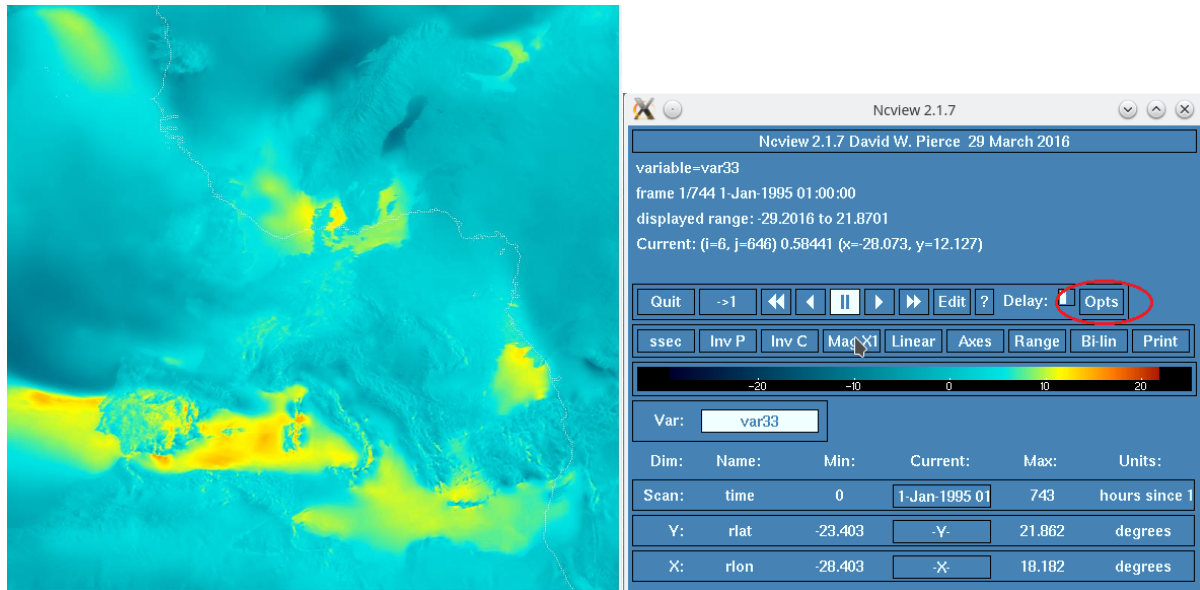 Ncview 2.1.7
Ncview 2.1.7 David W. Pierce  29 March 2016
variable=var33
frame 1/744 1-Jan-1995 01:00:00
displayed range: -29.2016 to 21.8701
Current: (i=6, j=646) 0.58441 (x=-28.073, y=12.127)
Quit ->1 Edit ? Delay: Opts
ssec Inv P Inv C Mag X1 Linear Axes Range Bi-lin Print
-20 -10 0 10 20
Var: var33
Dim: Name: Min: Current: Max: Units:
Scan: time 0 1-Jan-1995 01 743 hours since 1
Y: rlat -23.403 -Y- 21.862 degrees
X: rlon -28.403 -X- 18.182 degrees